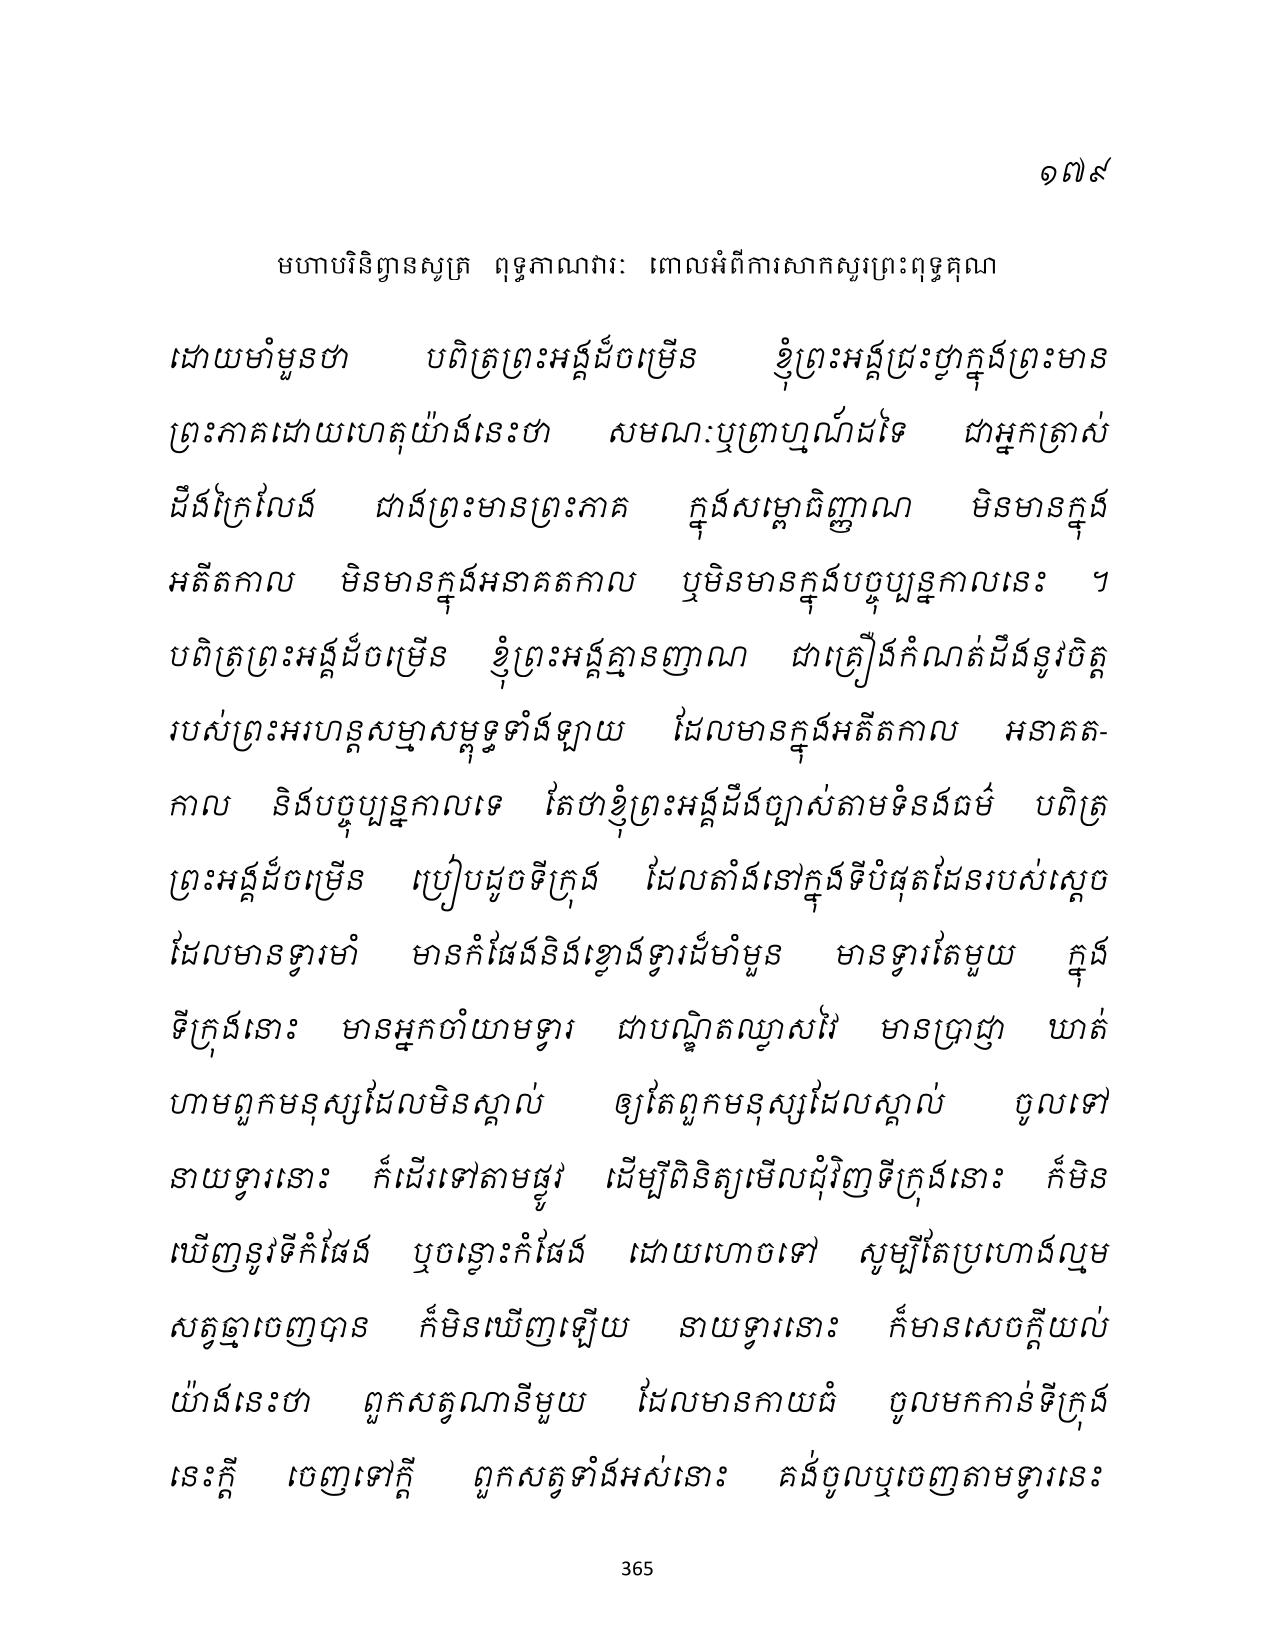 ១៧៩
មហាបរិនិព្វានសូត្រ ពុទ្ធភាណវារៈ ពោលអំពីការសាកសួរព្រះពុទ្ធគុណ
ដោយមាំមួនថា បពិត្រព្រះអង្គដ៏ចម្រើន ខ្ញុំព្រះអង្គជ្រះថ្លាក្នុងព្រះមាន
ព្រះភាគដោយហេតុយ៉ាងនេះថា សមណៈឬព្រាហ្មណ៍ដទៃ ជាអ្នកត្រាស់
ដឹងក្រៃលែង ជាងព្រះមានព្រះភាគ ក្នុងសម្ពោធិញ្ញាណ មិនមានក្នុង
អតីតកាល មិនមានក្នុងអនាគតកាល ឬមិនមានក្នុងបច្ចុប្បន្នកាលនេះ ។
បពិត្រព្រះអង្គដ៏ចម្រើន ខ្ញុំព្រះអង្គគ្មានញាណ ជាគ្រឿងកំណត់ដឹងនូវចិត្ត
របស់ព្រះអរហន្តសម្មាសម្ពុទ្ធទាំងឡាយ ដែលមានក្នុងអតីតកាល អនាគត-
កាល និងបច្ចុប្បន្នកាលទេ តែថាខ្ញុំព្រះអង្គដឹងច្បាស់តាមទំនងធម៌ បពិត្រ
ព្រះអង្គដ៏ចម្រើន ប្រៀបដូចទីក្រុង ដែលតាំងនៅក្នុងទីបំផុតដែនរបស់ស្តេច
ដែលមានទ្វារមាំ មានកំផែងនិងខ្លោងទ្វារដ៏មាំមួន មានទ្វារតែមួយ ក្នុង
ទីក្រុងនោះ មានអ្នកចាំយាមទ្វារ ជាបណ្ឌិតឈ្លាសវៃ មានប្រាជ្ញា ឃាត់
ហាមពួកមនុស្សដែលមិនស្គាល់ ឲ្យតែពួកមនុស្សដែលស្គាល់ ចូលទៅ
នាយទ្វារនោះ ក៏ដើរទៅតាមផ្លូវ ដើម្បីពិនិត្យមើលជុំវិញទីក្រុងនោះ ក៏មិន
ឃើញនូវទីកំផែង ឬចន្លោះកំផែង ដោយហោចទៅ សូម្បីតែប្រហោងល្មម
សត្វឆ្មាចេញបាន ក៏មិនឃើញឡើយ នាយទ្វារនោះ ក៏មានសេចក្តីយល់
យ៉ាងនេះថា ពួកសត្វណានីមួយ ដែលមានកាយធំ ចូលមកកាន់ទីក្រុង
នេះក្តី ចេញទៅក្តី ពួកសត្វទាំងអស់នោះ គង់ចូលឬចេញតាមទ្វារនេះ
365